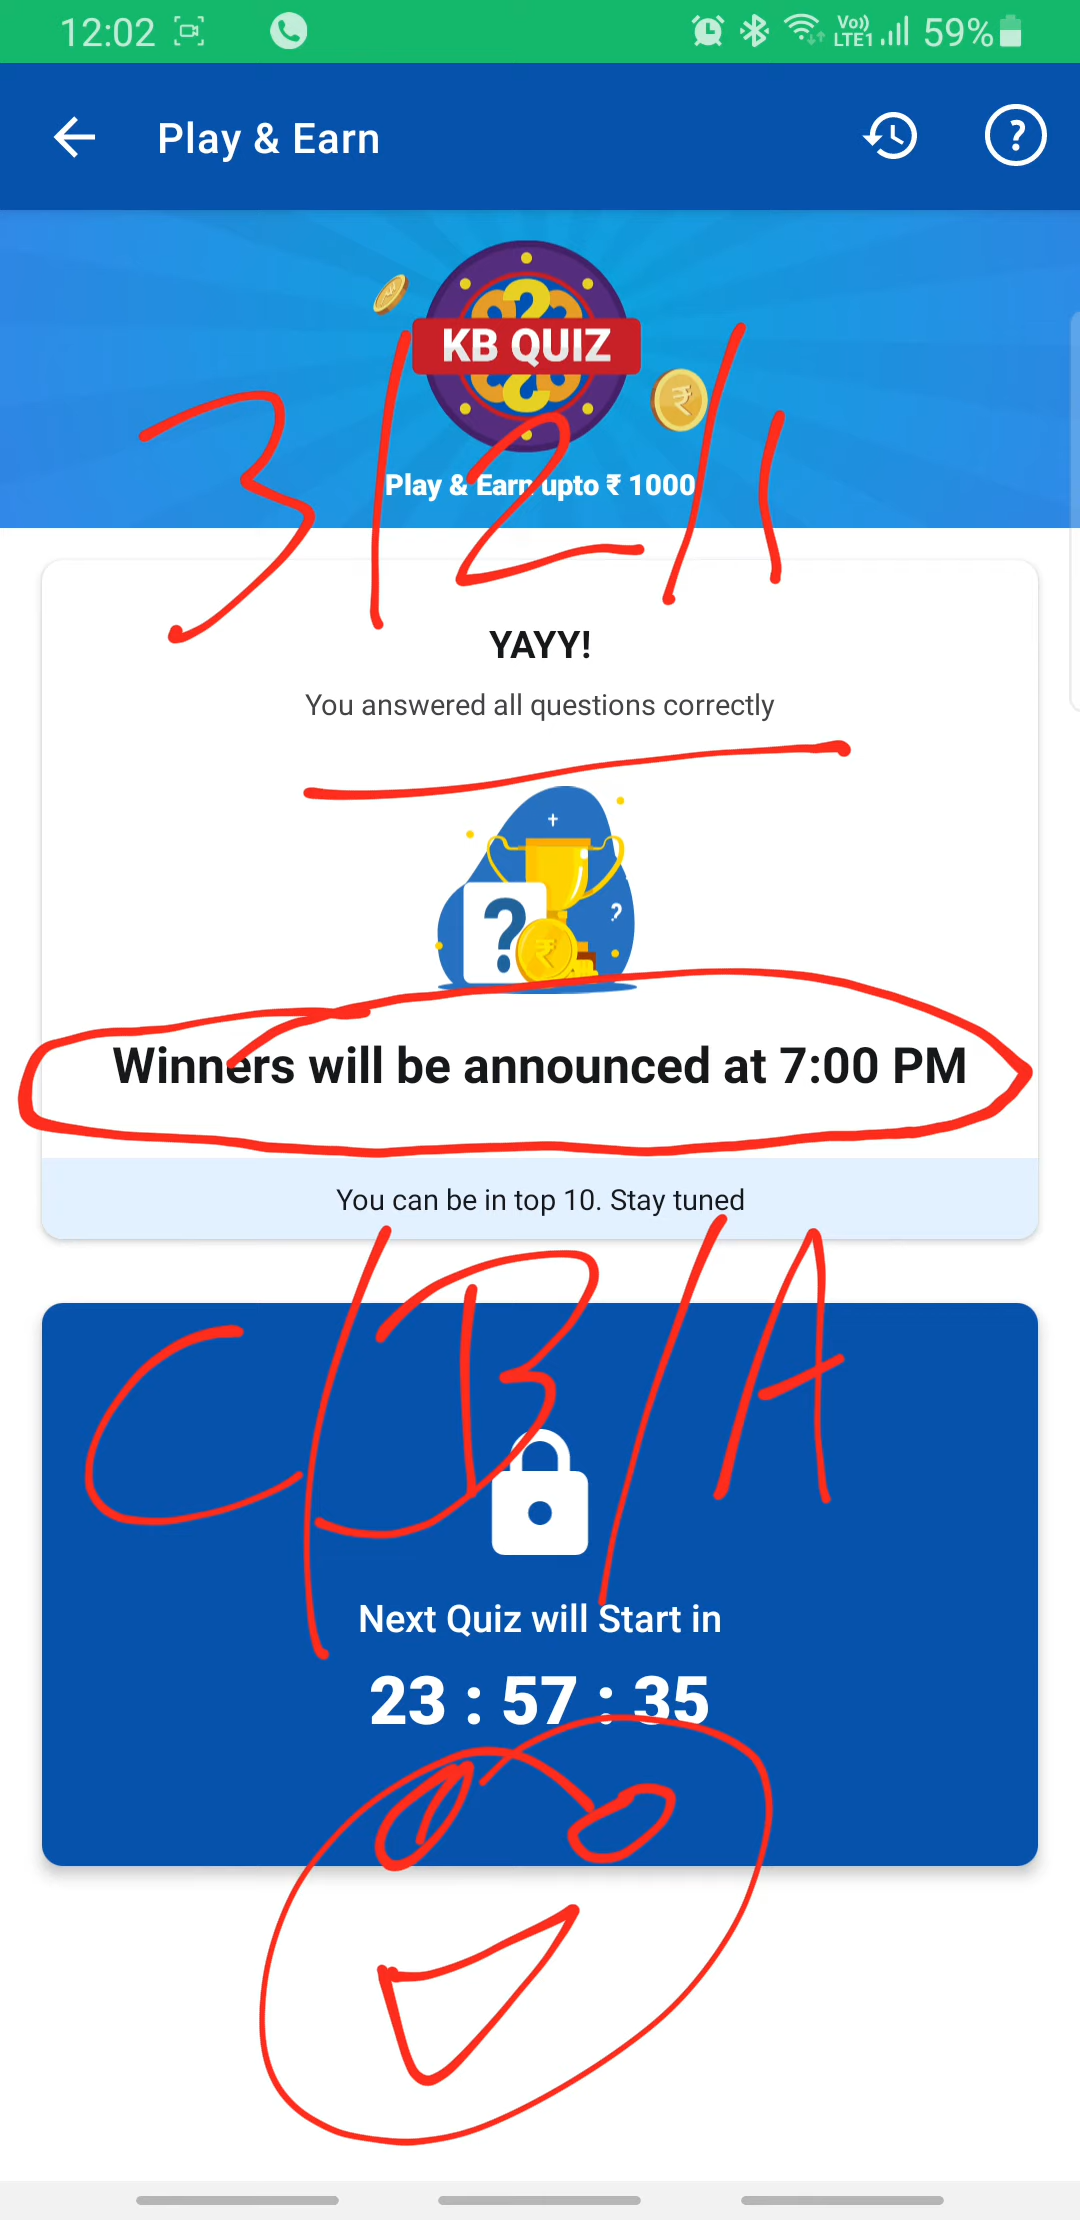 12:02 Vo)) LTE1 59%
Play & Earn ?
KB QUIZ
3/2/1
Play & Earn upto ₹ 1000
YAYY!
You answered all questions correctly
?
?
₹
Winners will be announced at 7:00 PM
You can be in top 10. Stay tuned
C/B/A
Next Quiz will Start in
23 : 57 : 35